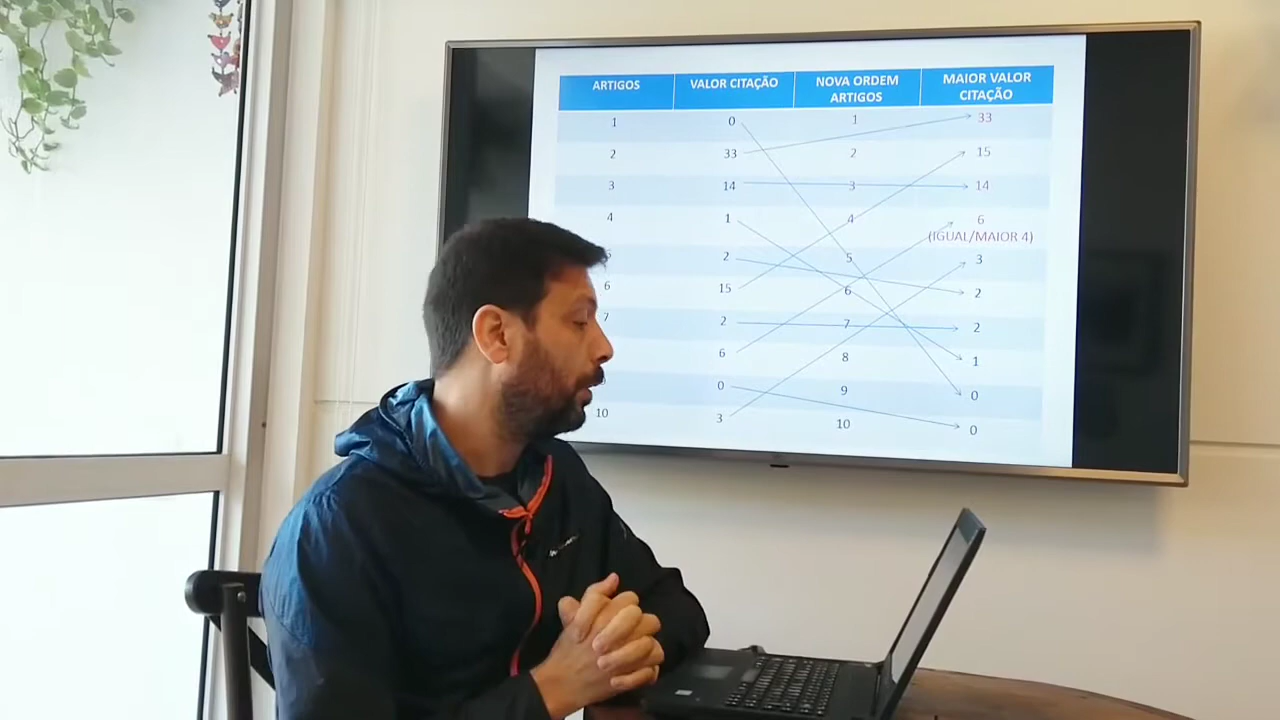 ARTIGOS VALOR CITAÇÃO NOVA ORDEM ARTIGOS MAIOR VALOR CITAÇÃO
1 0 1 33
2 33 2 15
3 14 3 14
4 1 4 6
(IGUAL/MAIOR 4)
2 5 3
6 15 6 2
7 2 7 2
6 8 1
0 9 0
10 3 10 0